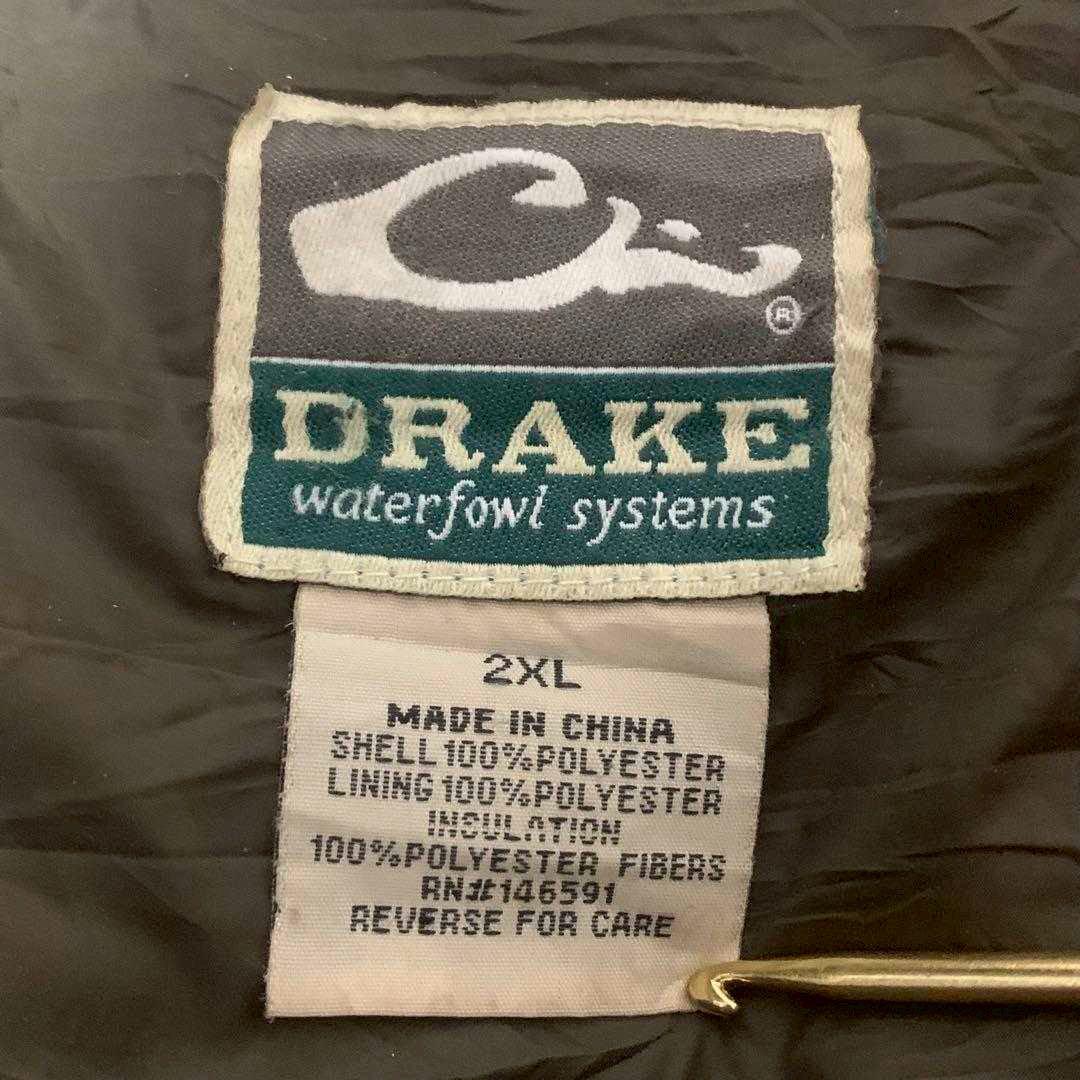 ®
DRAKE
waterfowl systems
2XL
MADE IN CHINA
SHELL 100%POLYESTER
LINING 100%POLYESTER
INSULATION
100%POLYESTER FIBERS
RN#146591
REVERSE FOR CARE